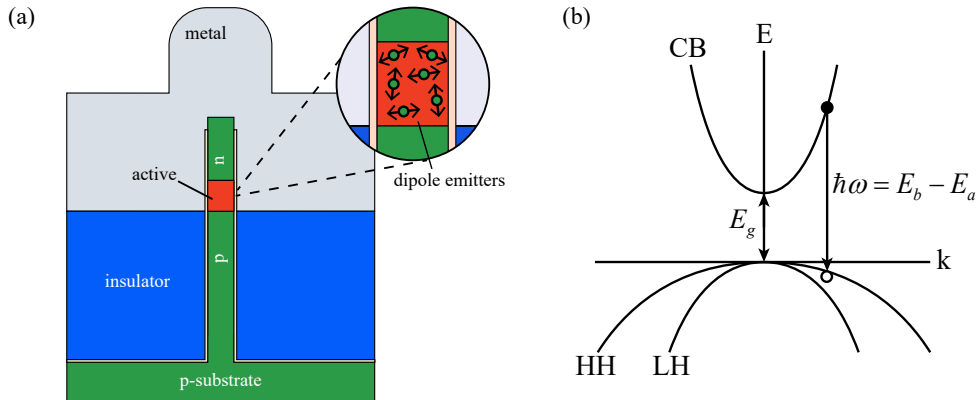 (a)
metal
n
active
p
dipole emitters
insulator
p-substrate
(b)
E
CB
ħω = E_b − E_a
E_g
k
HH
LH